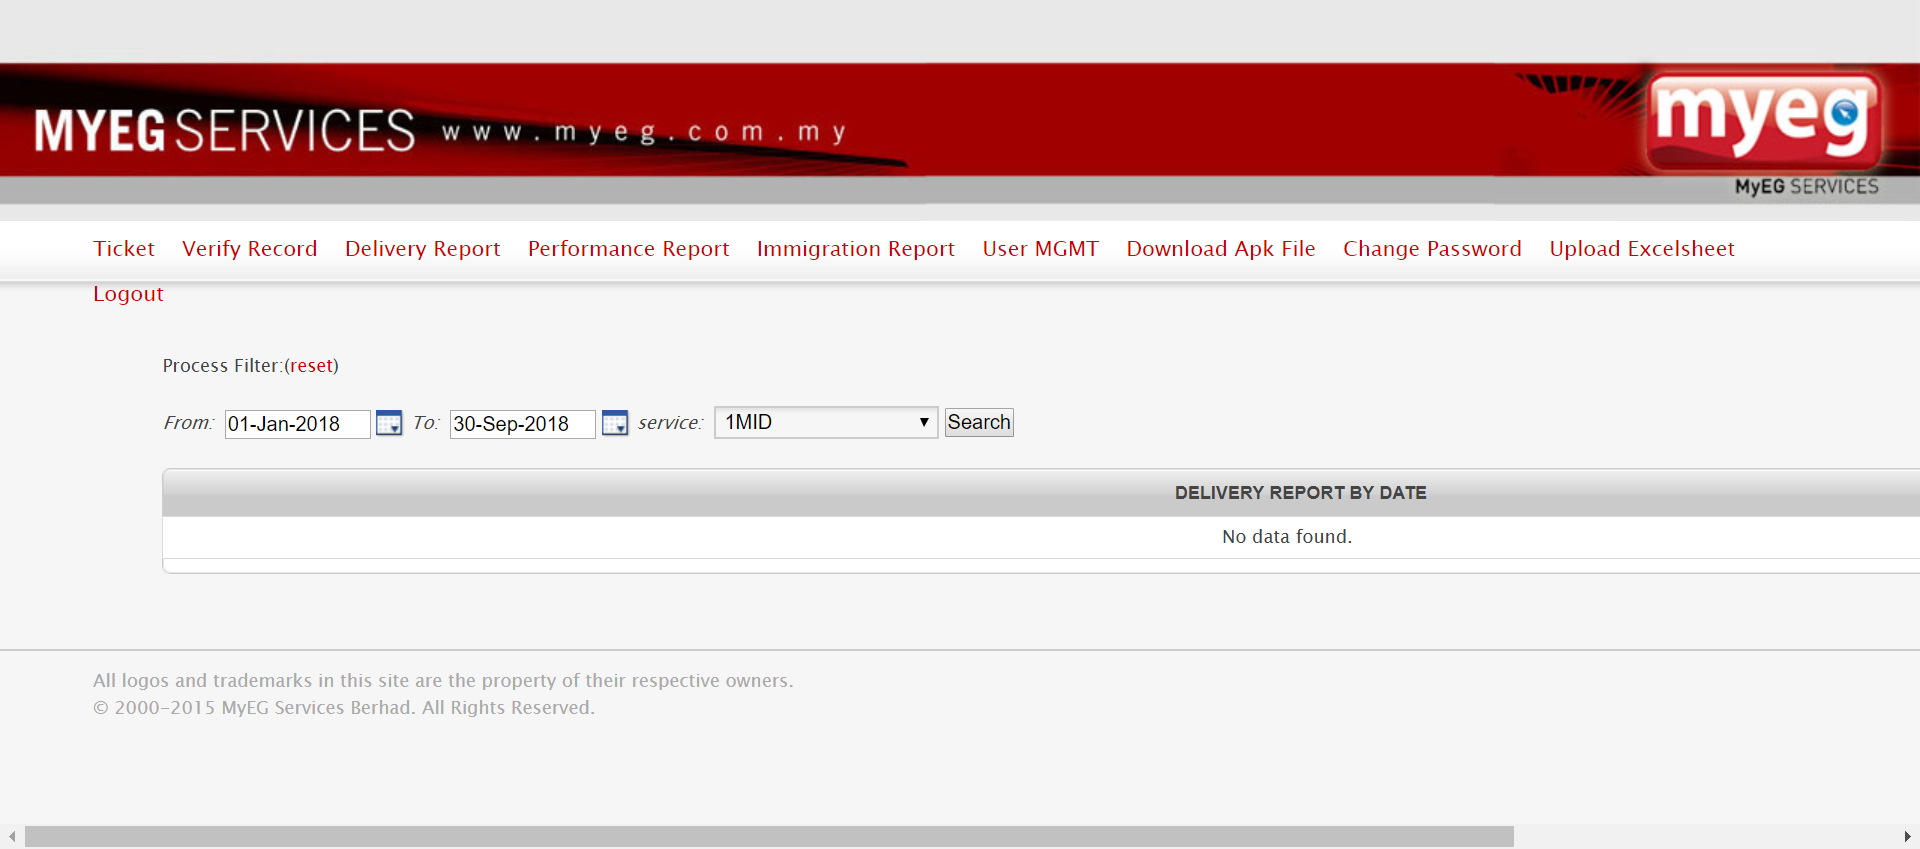 MYEG SERVICES www.myeg.com.my
myeg
MyEG SERVICES
Ticket Verify Record Delivery Report Performance Report Immigration Report User MGMT Download Apk File Change Password Upload Excelsheet
Logout
Process Filter:(reset)
From: 01-Jan-2018 To: 30-Sep-2018 service: 1MID Search
DELIVERY REPORT BY DATE
No data found.
All logos and trademarks in this site are the property of their respective owners.
© 2000-2015 MyEG Services Berhad. All Rights Reserved.